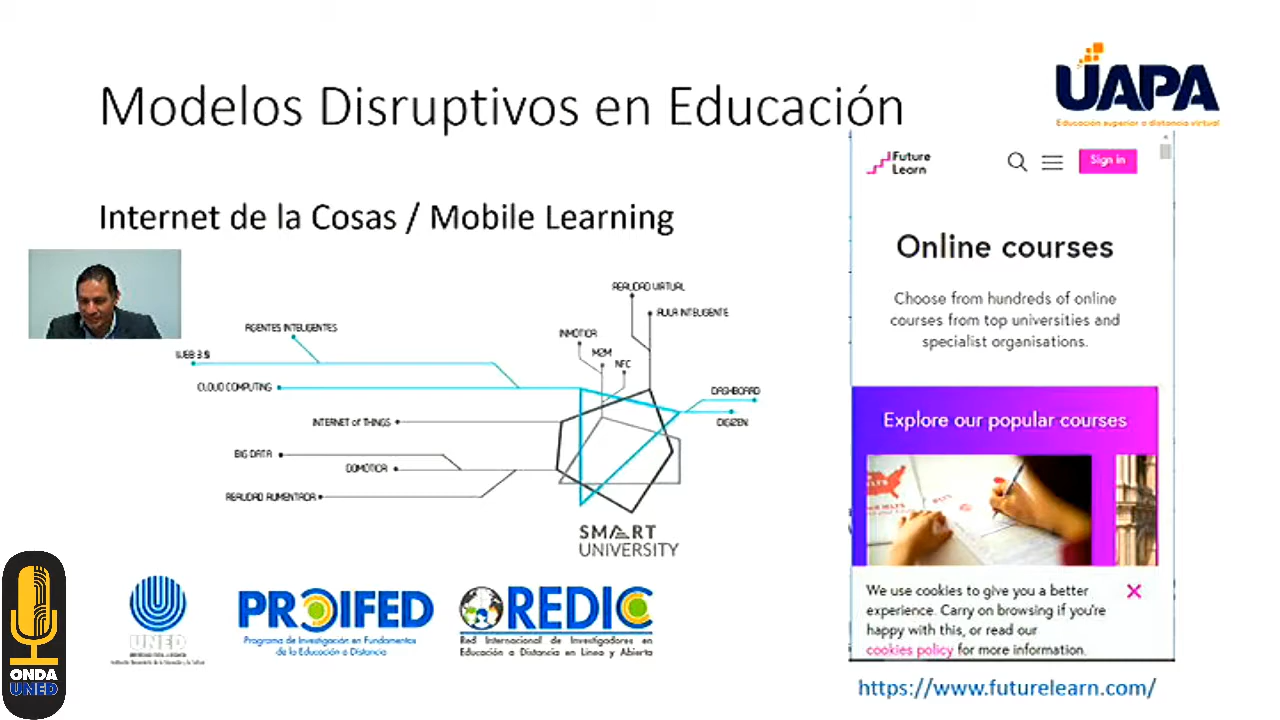 Modelos Disruptivos en Educación
UAPA
Educación superior a distancia virtual
Internet de la Cosas / Mobile Learning
Future
Learn
Sign in
Online courses
Choose from hundreds of online
courses from top universities and
specialist organisations.
Explore our popular courses
We use cookies to give you a better
experience. Carry on browsing if you're
happy with this, or read our
cookies policy for more information.
https://www.futurelearn.com/
REALIDAD VIRTUAL
AULA INTELIGENTE
AGENTES INTELIGENTES
INMÓTICA
M2M
NFC
WEB 3.0
CLOUD COMPUTING
DASHBOARD
DIGIZEN
INTERNET of THINGS
BIG DATA
DOMÓTICA
REALIDAD AUMENTADA
SMART
UNIVERSITY
UNED
PROIFED
Programa de Investigación en Fundamentos
de la Educación a Distancia
REDIC
Red Internacional de Investigadores en
Educación a Distancia en Línea y Abierta
ONDA
UNED